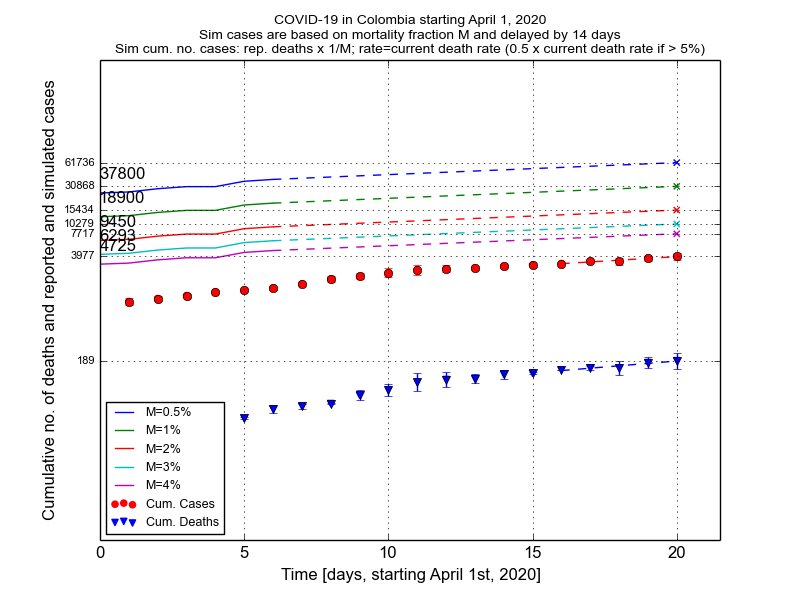 COVID-19 in Colombia starting April 1, 2020
Sim cases are based on mortality fraction M and delayed by 14 days
Sim cum. no. cases: rep. deaths x 1/M; rate=current death rate (0.5 x current death rate if > 5%)
Cumulative no. of deaths and reported and simulated cases
61736
37800
30868
18900
15434
9450
10279
6293
7717
4725
3977
189
M=0.5%
M=1%
M=2%
M=3%
M=4%
Cum. Cases
Cum. Deaths
0 5 10 15 20
Time [days, starting April 1st, 2020]